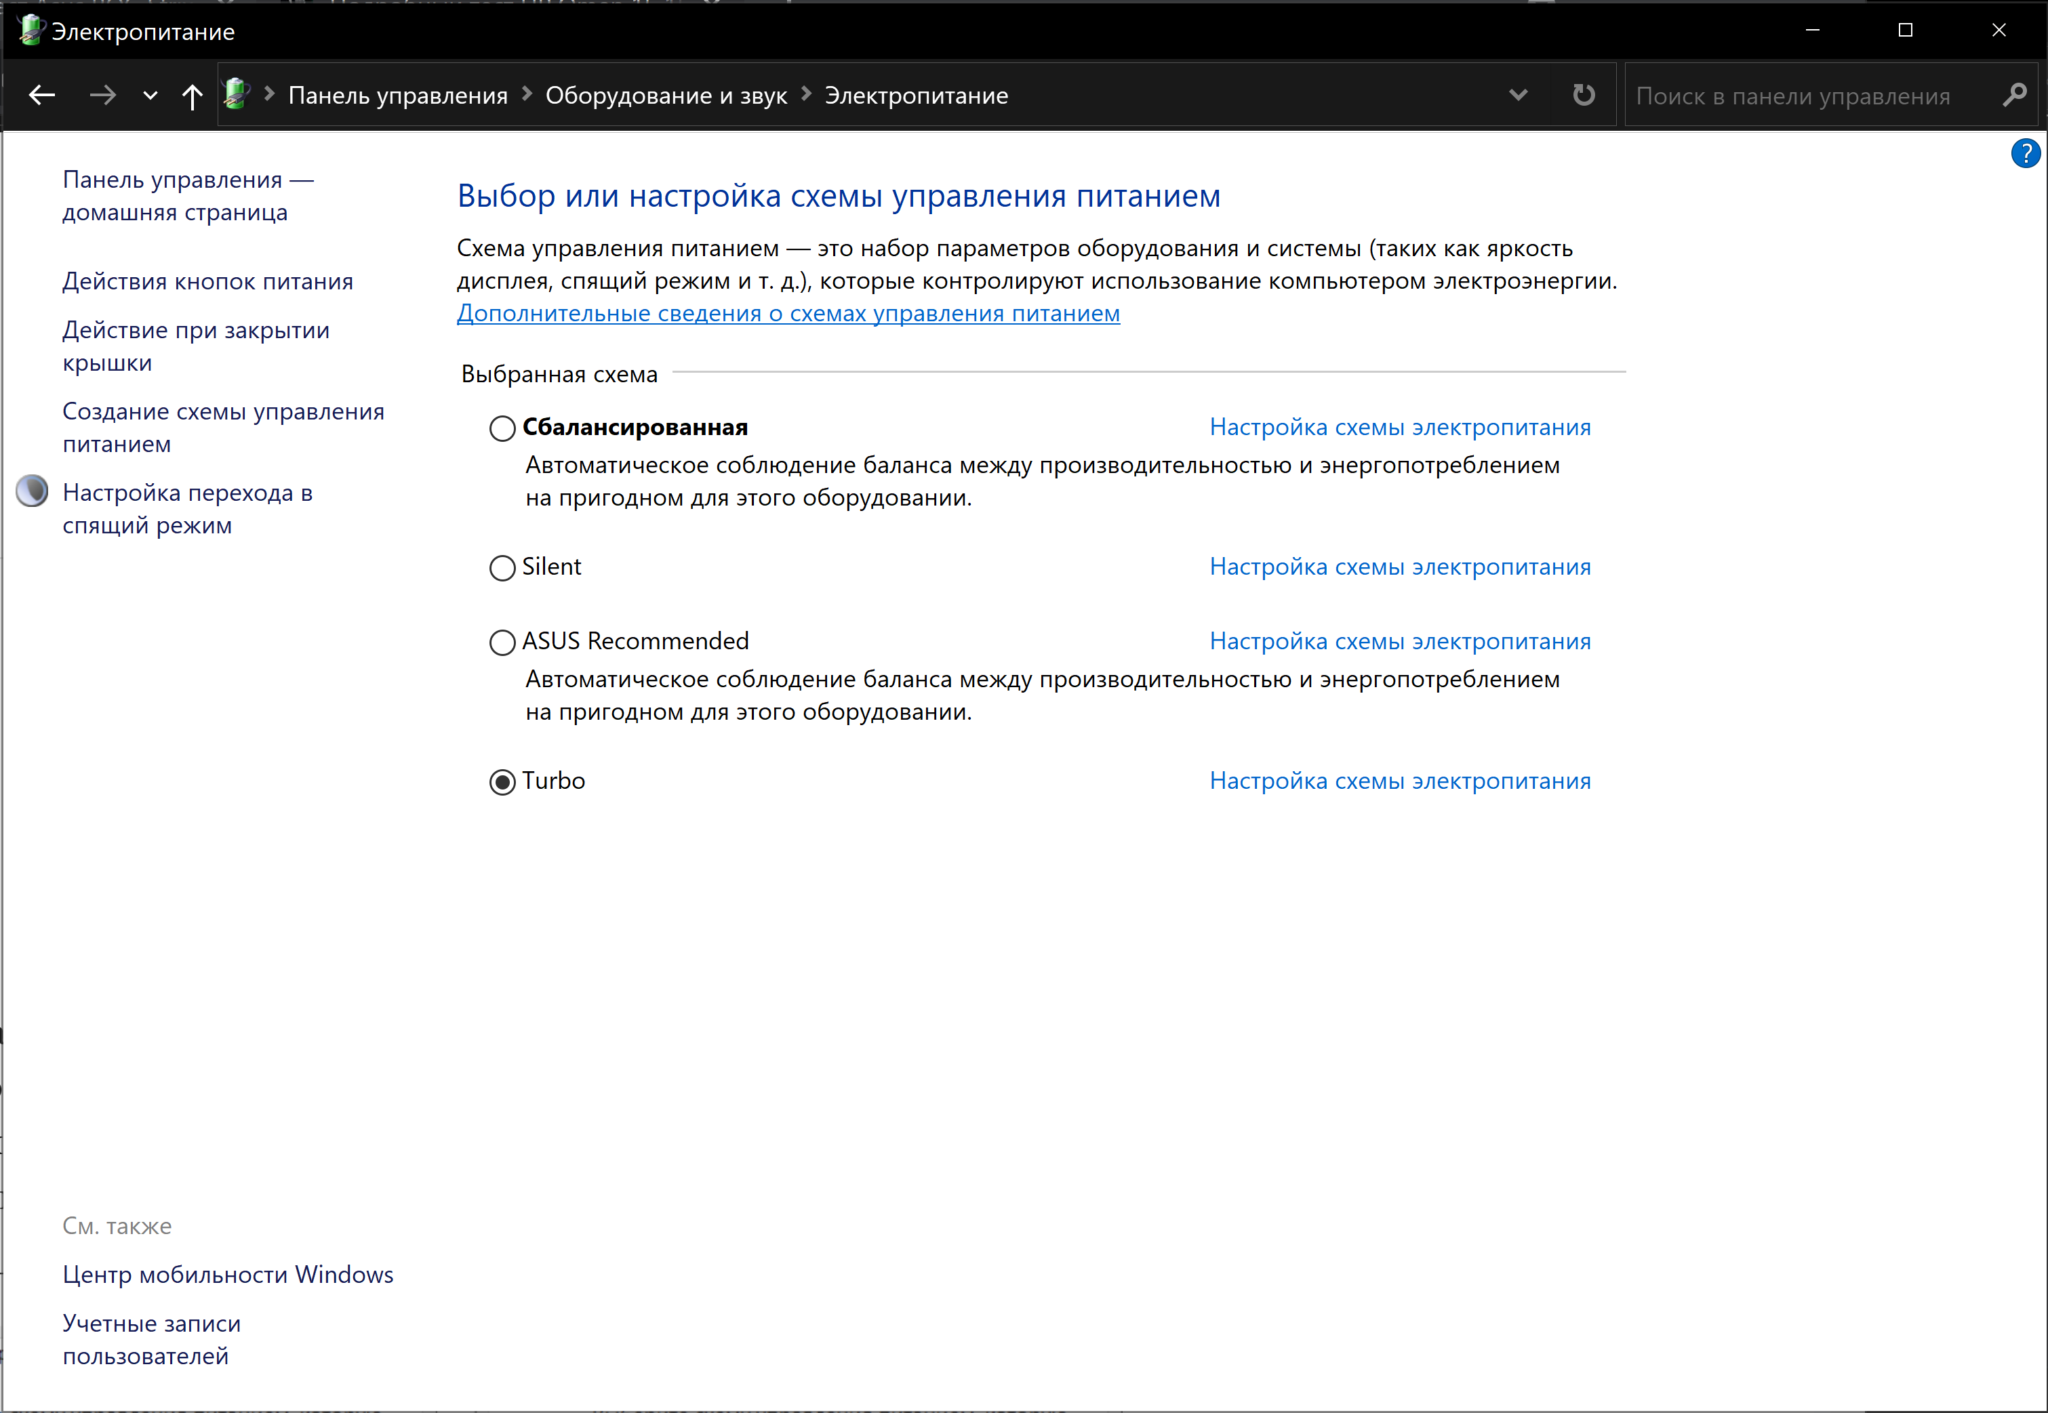 Электропитание
Панель управления
Оборудование и звук
Электропитание
Поиск в панели управления
?
Панель управления —
домашняя страница
Действия кнопок питания
Действие при закрытии
крышки
Создание схемы управления
питанием
Настройка перехода в
спящий режим
Выбор или настройка схемы управления питанием
Схема управления питанием — это набор параметров оборудования и системы (таких как яркость
дисплея, спящий режим и т. д.), которые контролируют использование компьютером электроэнергии.
Дополнительные сведения о схемах управления питанием
Выбранная схема
Сбалансированная
Настройка схемы электропитания
Автоматическое соблюдение баланса между производительностью и энергопотреблением
на пригодном для этого оборудовании.
Silent
Настройка схемы электропитания
ASUS Recommended
Настройка схемы электропитания
Автоматическое соблюдение баланса между производительностью и энергопотреблением
на пригодном для этого оборудовании.
Turbo
Настройка схемы электропитания
См. также
Центр мобильности Windows
Учетные записи
пользователей